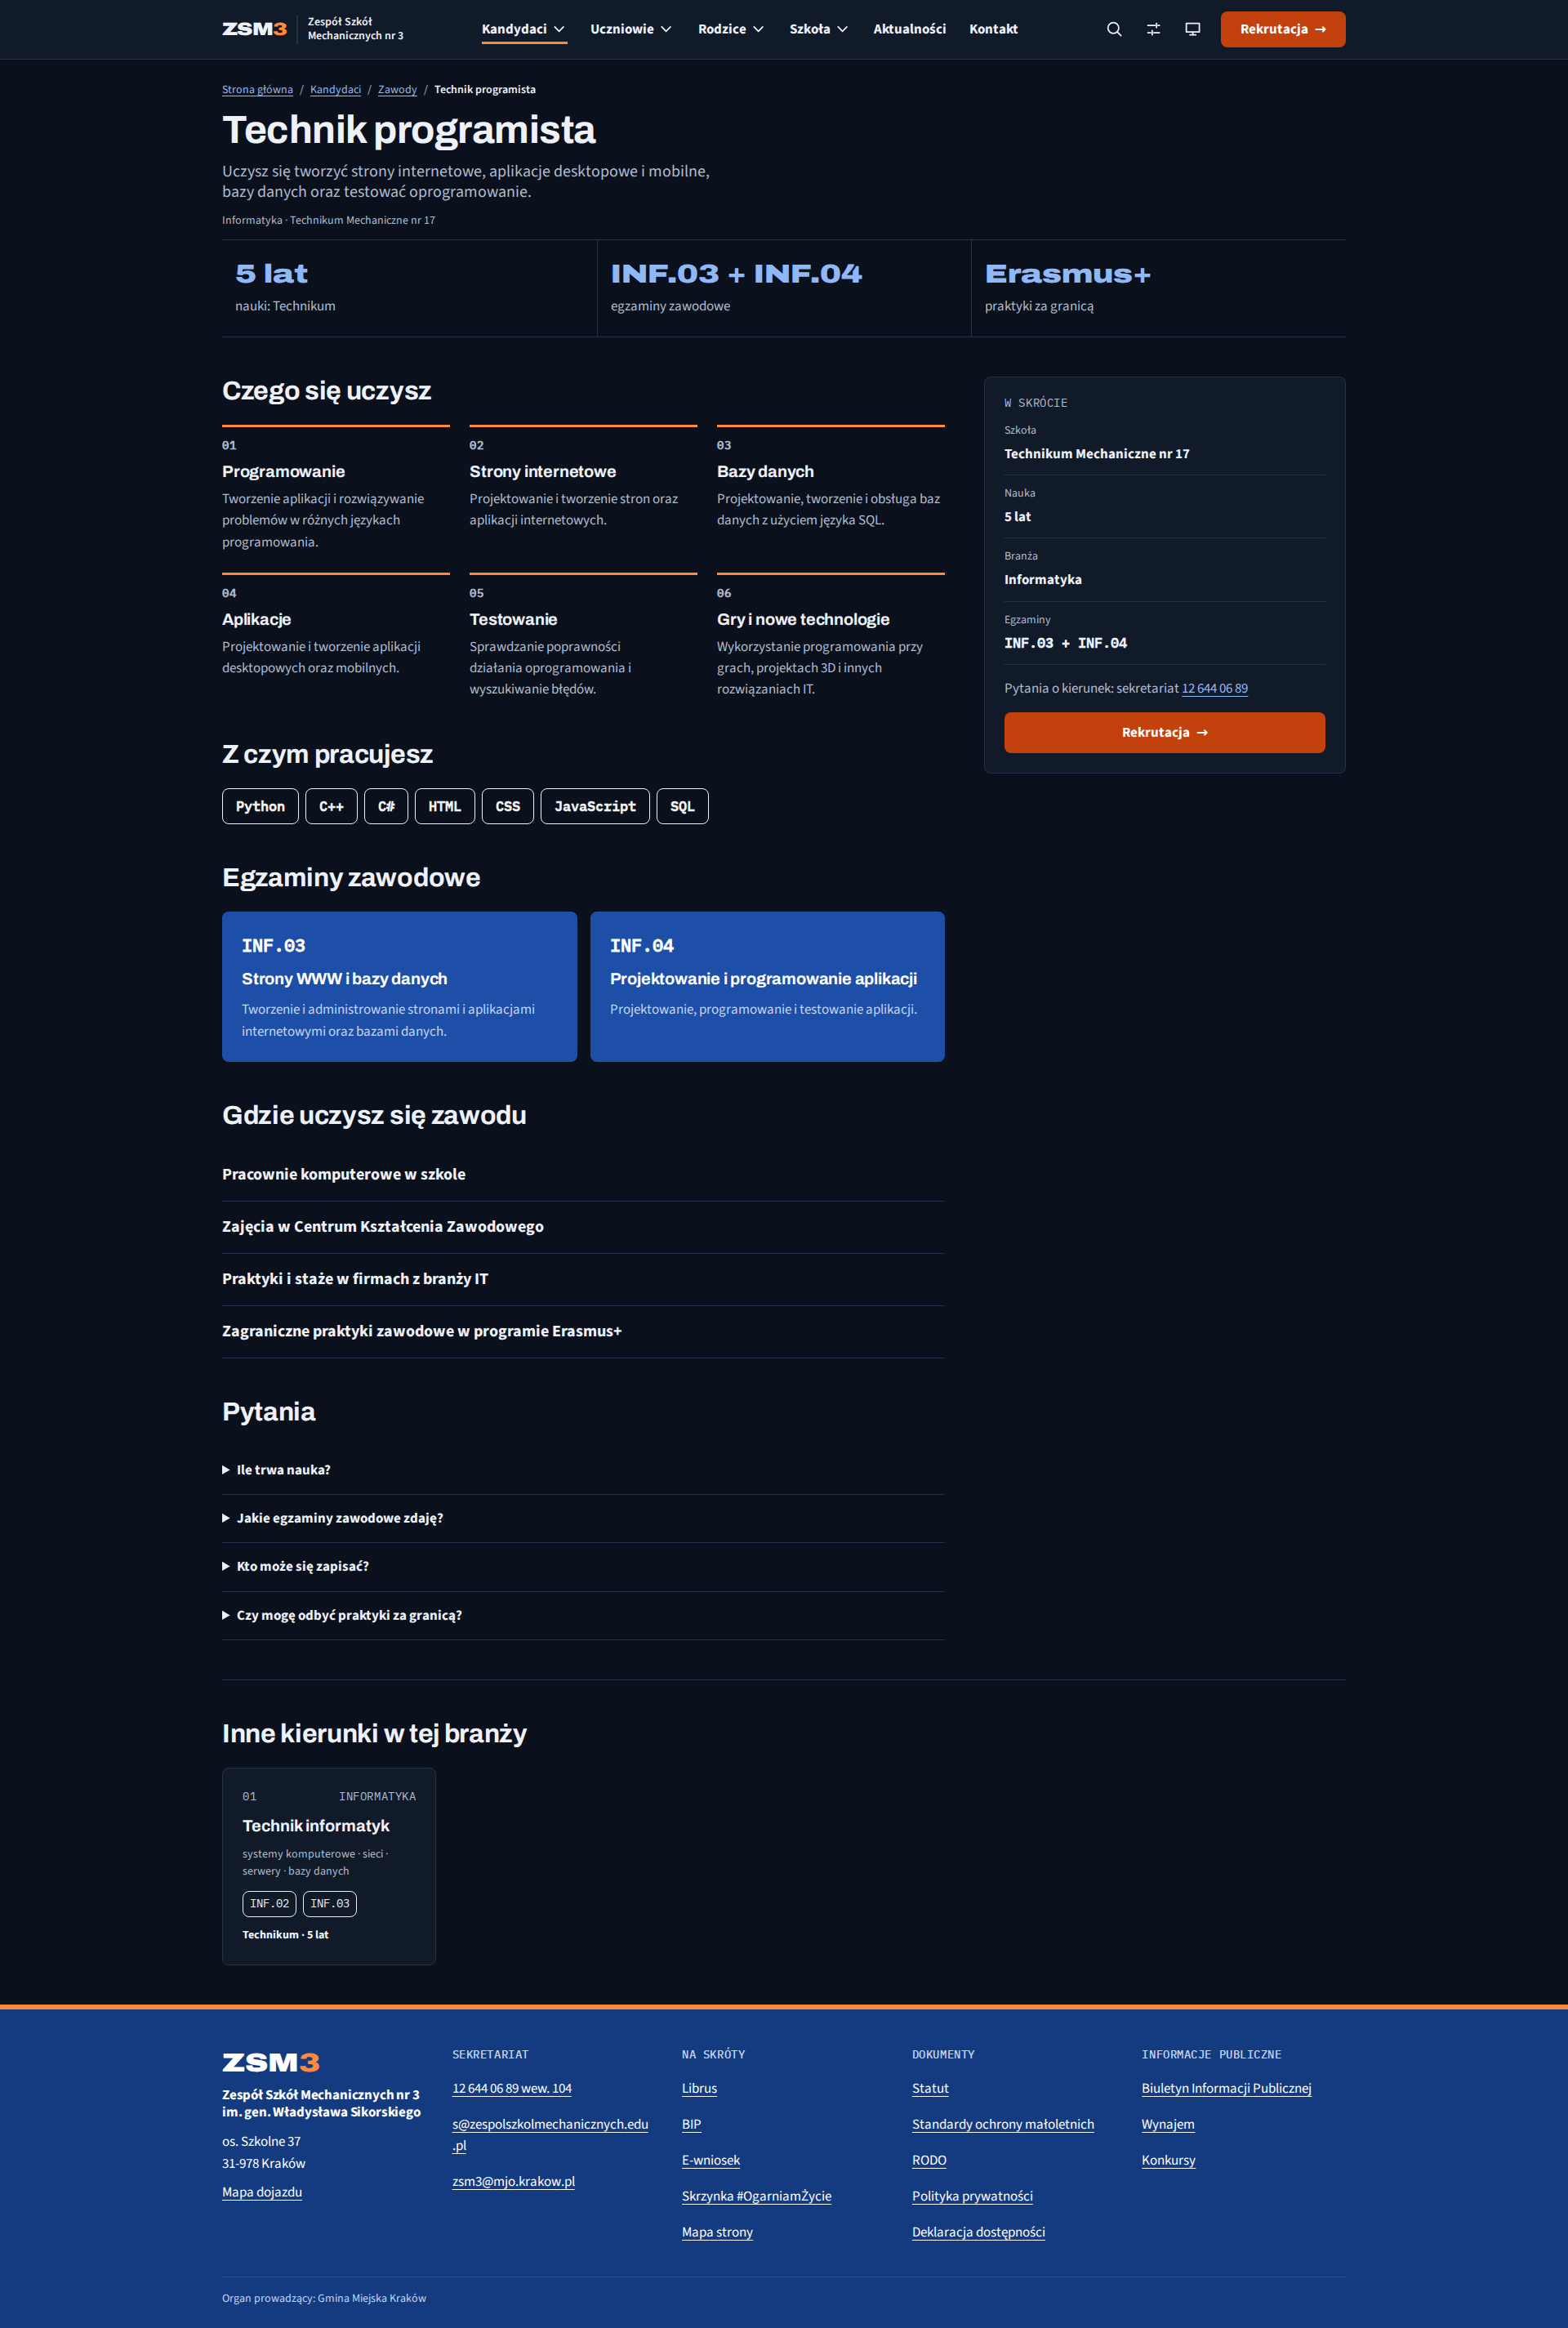 ZSM3
Zespół Szkół
Mechanicznych nr 3
Kandydaci
Uczniowie
Rodzice
Szkoła
Aktualności
Kontakt
Rekrutacja →
Strona główna / Kandydaci / Zawody / Technik programista
Technik programista
Uczysz się tworzyć strony internetowe, aplikacje desktopowe i mobilne,
bazy danych oraz testować oprogramowanie.
Informatyka · Technikum Mechaniczne nr 17
5 lat
nauki: Technikum
INF.03 + INF.04
egzaminy zawodowe
Erasmus+
praktyki za granicą
Czego się uczysz
01
Programowanie
Tworzenie aplikacji i rozwiązywanie
problemów w różnych językach
programowania.
02
Strony internetowe
Projektowanie i tworzenie stron oraz
aplikacji internetowych.
03
Bazy danych
Projektowanie, tworzenie i obsługa baz
danych z użyciem języka SQL.
04
Aplikacje
Projektowanie i tworzenie aplikacji
desktopowych oraz mobilnych.
05
Testowanie
Sprawdzanie poprawności
działania oprogramowania i
wyszukiwanie błędów.
06
Gry i nowe technologie
Wykorzystanie programowania przy
grach, projektach 3D i innych
rozwiązaniach IT.
W SKRÓCIE
Szkoła
Technikum Mechaniczne nr 17
Nauka
5 lat
Branża
Informatyka
Egzaminy
INF.03 + INF.04
Pytania o kierunek: sekretariat 12 644 06 89
Rekrutacja →
Z czym pracujesz
Python
C++
C#
HTML
CSS
JavaScript
SQL
Egzaminy zawodowe
INF.03
Strony WWW i bazy danych
Tworzenie i administrowanie stronami i aplikacjami
internetowymi oraz bazami danych.
INF.04
Projektowanie i programowanie aplikacji
Projektowanie, programowanie i testowanie aplikacji.
Gdzie uczysz się zawodu
Pracownie komputerowe w szkole
Zajęcia w Centrum Kształcenia Zawodowego
Praktyki i staże w firmach z branży IT
Zagraniczne praktyki zawodowe w programie Erasmus+
Pytania
Ile trwa nauka?
Jakie egzaminy zawodowe zdaję?
Kto może się zapisać?
Czy mogę odbyć praktyki za granicą?
Inne kierunki w tej branży
01
INFORMATYKA
Technik informatyk
systemy komputerowe · sieci ·
serwery · bazy danych
INF.02
INF.03
Technikum · 5 lat
ZSM3
Zespół Szkół Mechanicznych nr 3
im. gen. Władysława Sikorskiego
os. Szkolne 37
31-978 Kraków
Mapa dojazdu
SEKRETARIAT
12 644 06 89 wew. 104
s@zespolszkolmechanicznych.edu
.pl
zsm3@mjo.krakow.pl
NA SKRÓTY
Librus
BIP
E-wniosek
Skrzynka #OgarniamŻycie
Mapa strony
DOKUMENTY
Statut
Standardy ochrony małoletnich
RODO
Polityka prywatności
Deklaracja dostępności
INFORMACJE PUBLICZNE
Biuletyn Informacji Publicznej
Wynajem
Konkursy
Organ prowadzący: Gmina Miejska Kraków